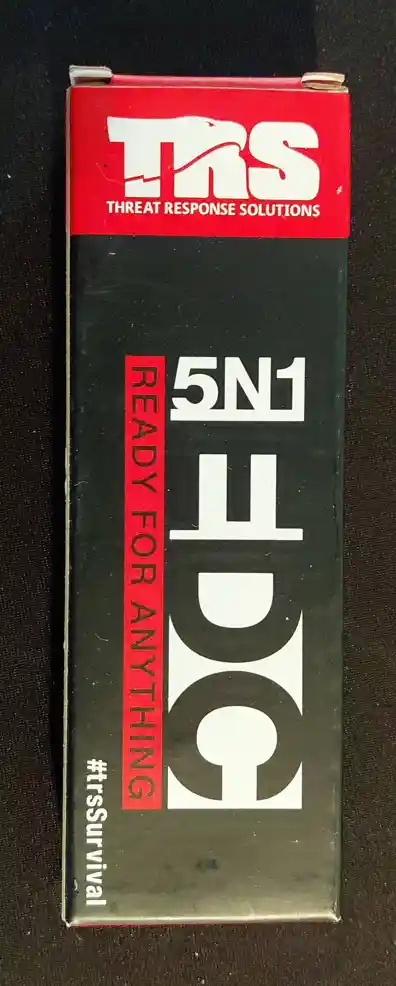 TRS
THREAT RESPONSE SOLUTIONS
5N1
EDC
READY FOR ANYTHING
#trsSurvival